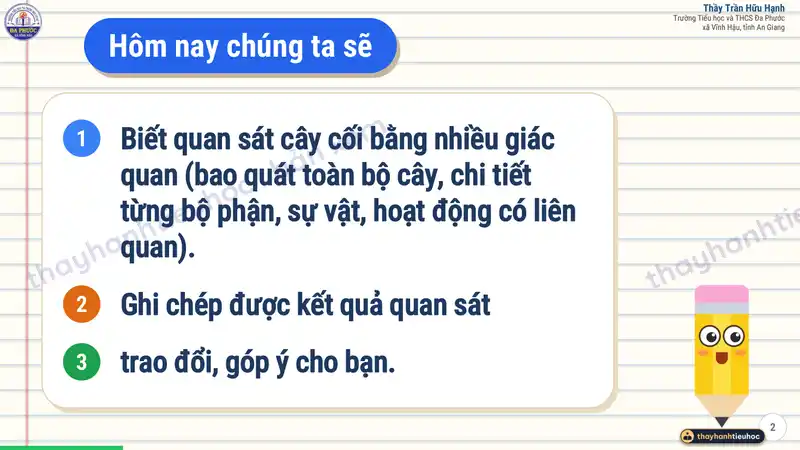 Thầy Trần Hữu Hạnh
Trường Tiểu học và THCS Đa Phước
xã Vĩnh Hậu, tỉnh An Giang
ĐA PHƯỚC
Hôm nay chúng ta sẽ
1 Biết quan sát cây cối bằng nhiều giác
quan (bao quát toàn bộ cây, chi tiết
từng bộ phận, sự vật, hoạt động có liên
quan).
2 Ghi chép được kết quả quan sát
3 trao đổi, góp ý cho bạn.
thayhanhtieuhoc
2